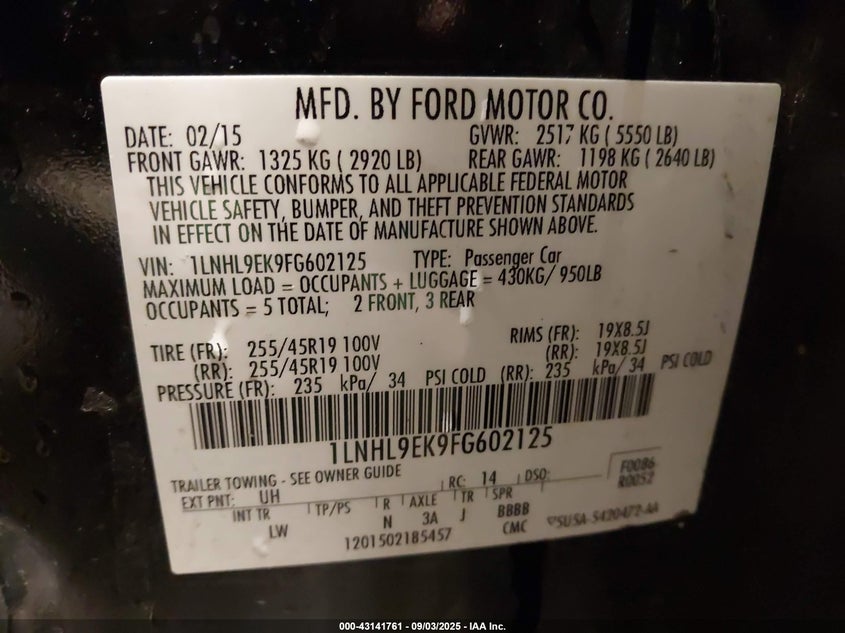 MFD. BY FORD MOTOR CO.
DATE: 02/15 GVWR: 2517 KG ( 5550 LB)
FRONT GAWR: 1325 KG ( 2920 LB) REAR GAWR: 1198 KG ( 2640 LB)
THIS VEHICLE CONFORMS TO ALL APPLICABLE FEDERAL MOTOR
VEHICLE SAFETY, BUMPER, AND THEFT PREVENTION STANDARDS
IN EFFECT ON THE DATE OF MANUFACTURE SHOWN ABOVE.
VIN: 1LNHL9EK9FG602125 TYPE: Passenger Car
MAXIMUM LOAD = OCCUPANTS + LUGGAGE = 430KG/ 950LB
OCCUPANTS = 5 TOTAL; 2 FRONT, 3 REAR
TIRE (FR): 255/45R19 100V RIMS (FR): 19X8.5J
(RR): 255/45R19 100V (RR): 19X8.5J
PRESSURE (FR): 235 kPa/ 34 PSI COLD (RR): 235 kPa/ 34 PSI COLD
1LNHL9EK9FG602125
TRAILER TOWING - SEE OWNER GUIDE
EXT PNT: UH RC: 14 DSO: F0086
R0052
INT TR TP/PS R AXLE TR SPR
LW N 3A J BBBB
1201502185457 CMC 5U5A-5420472-AA
000-43141761 - 09/03/2025 - IAA Inc.